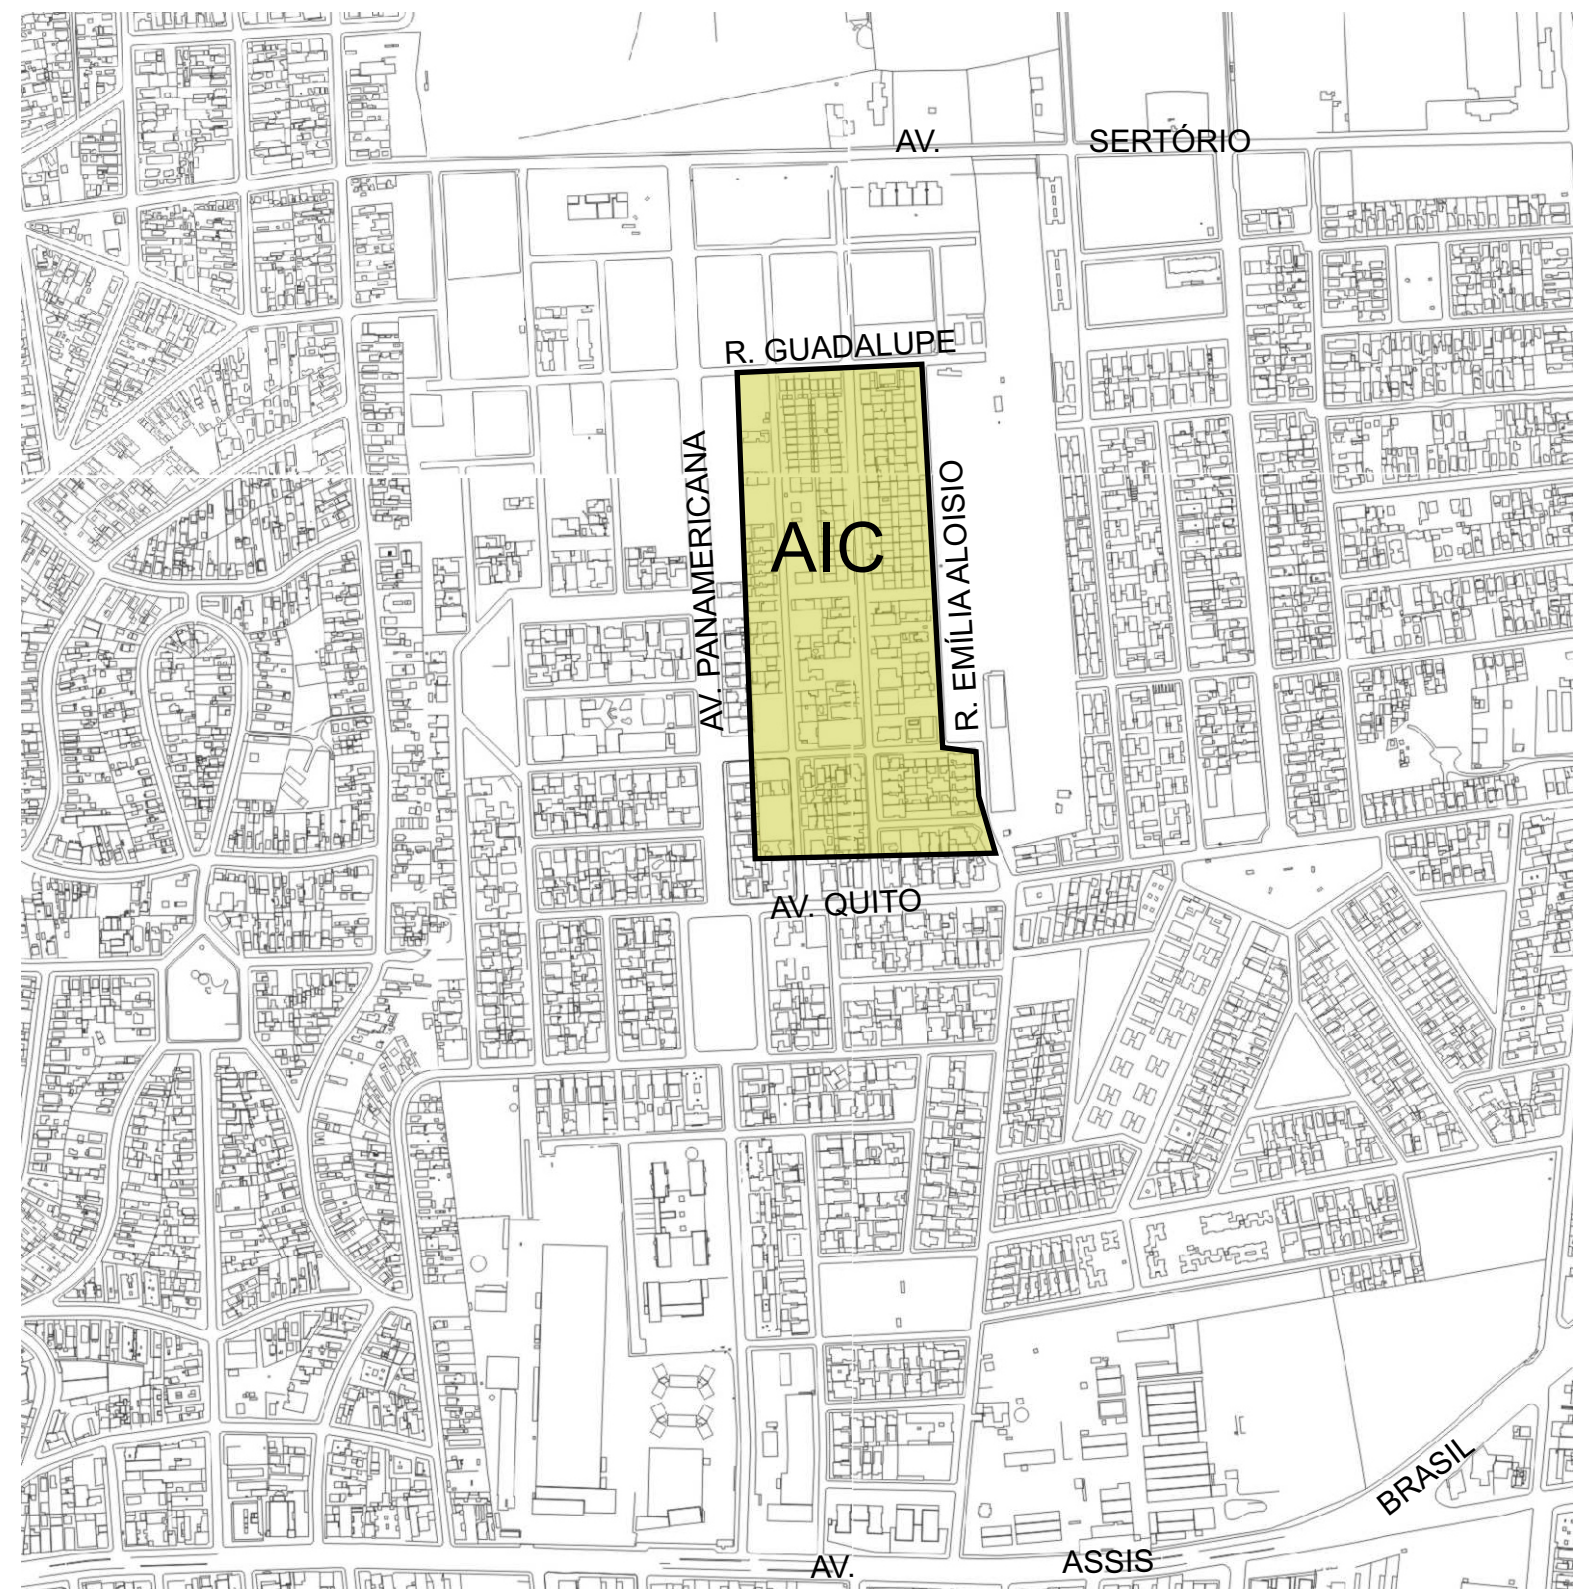 AV. SERTÓRIO
R. GUADALUPE
AV. PANAMERICANA
AIC
R. EMÍLIA ALOISIO
AV. QUITO
AV. ASSIS BRASIL